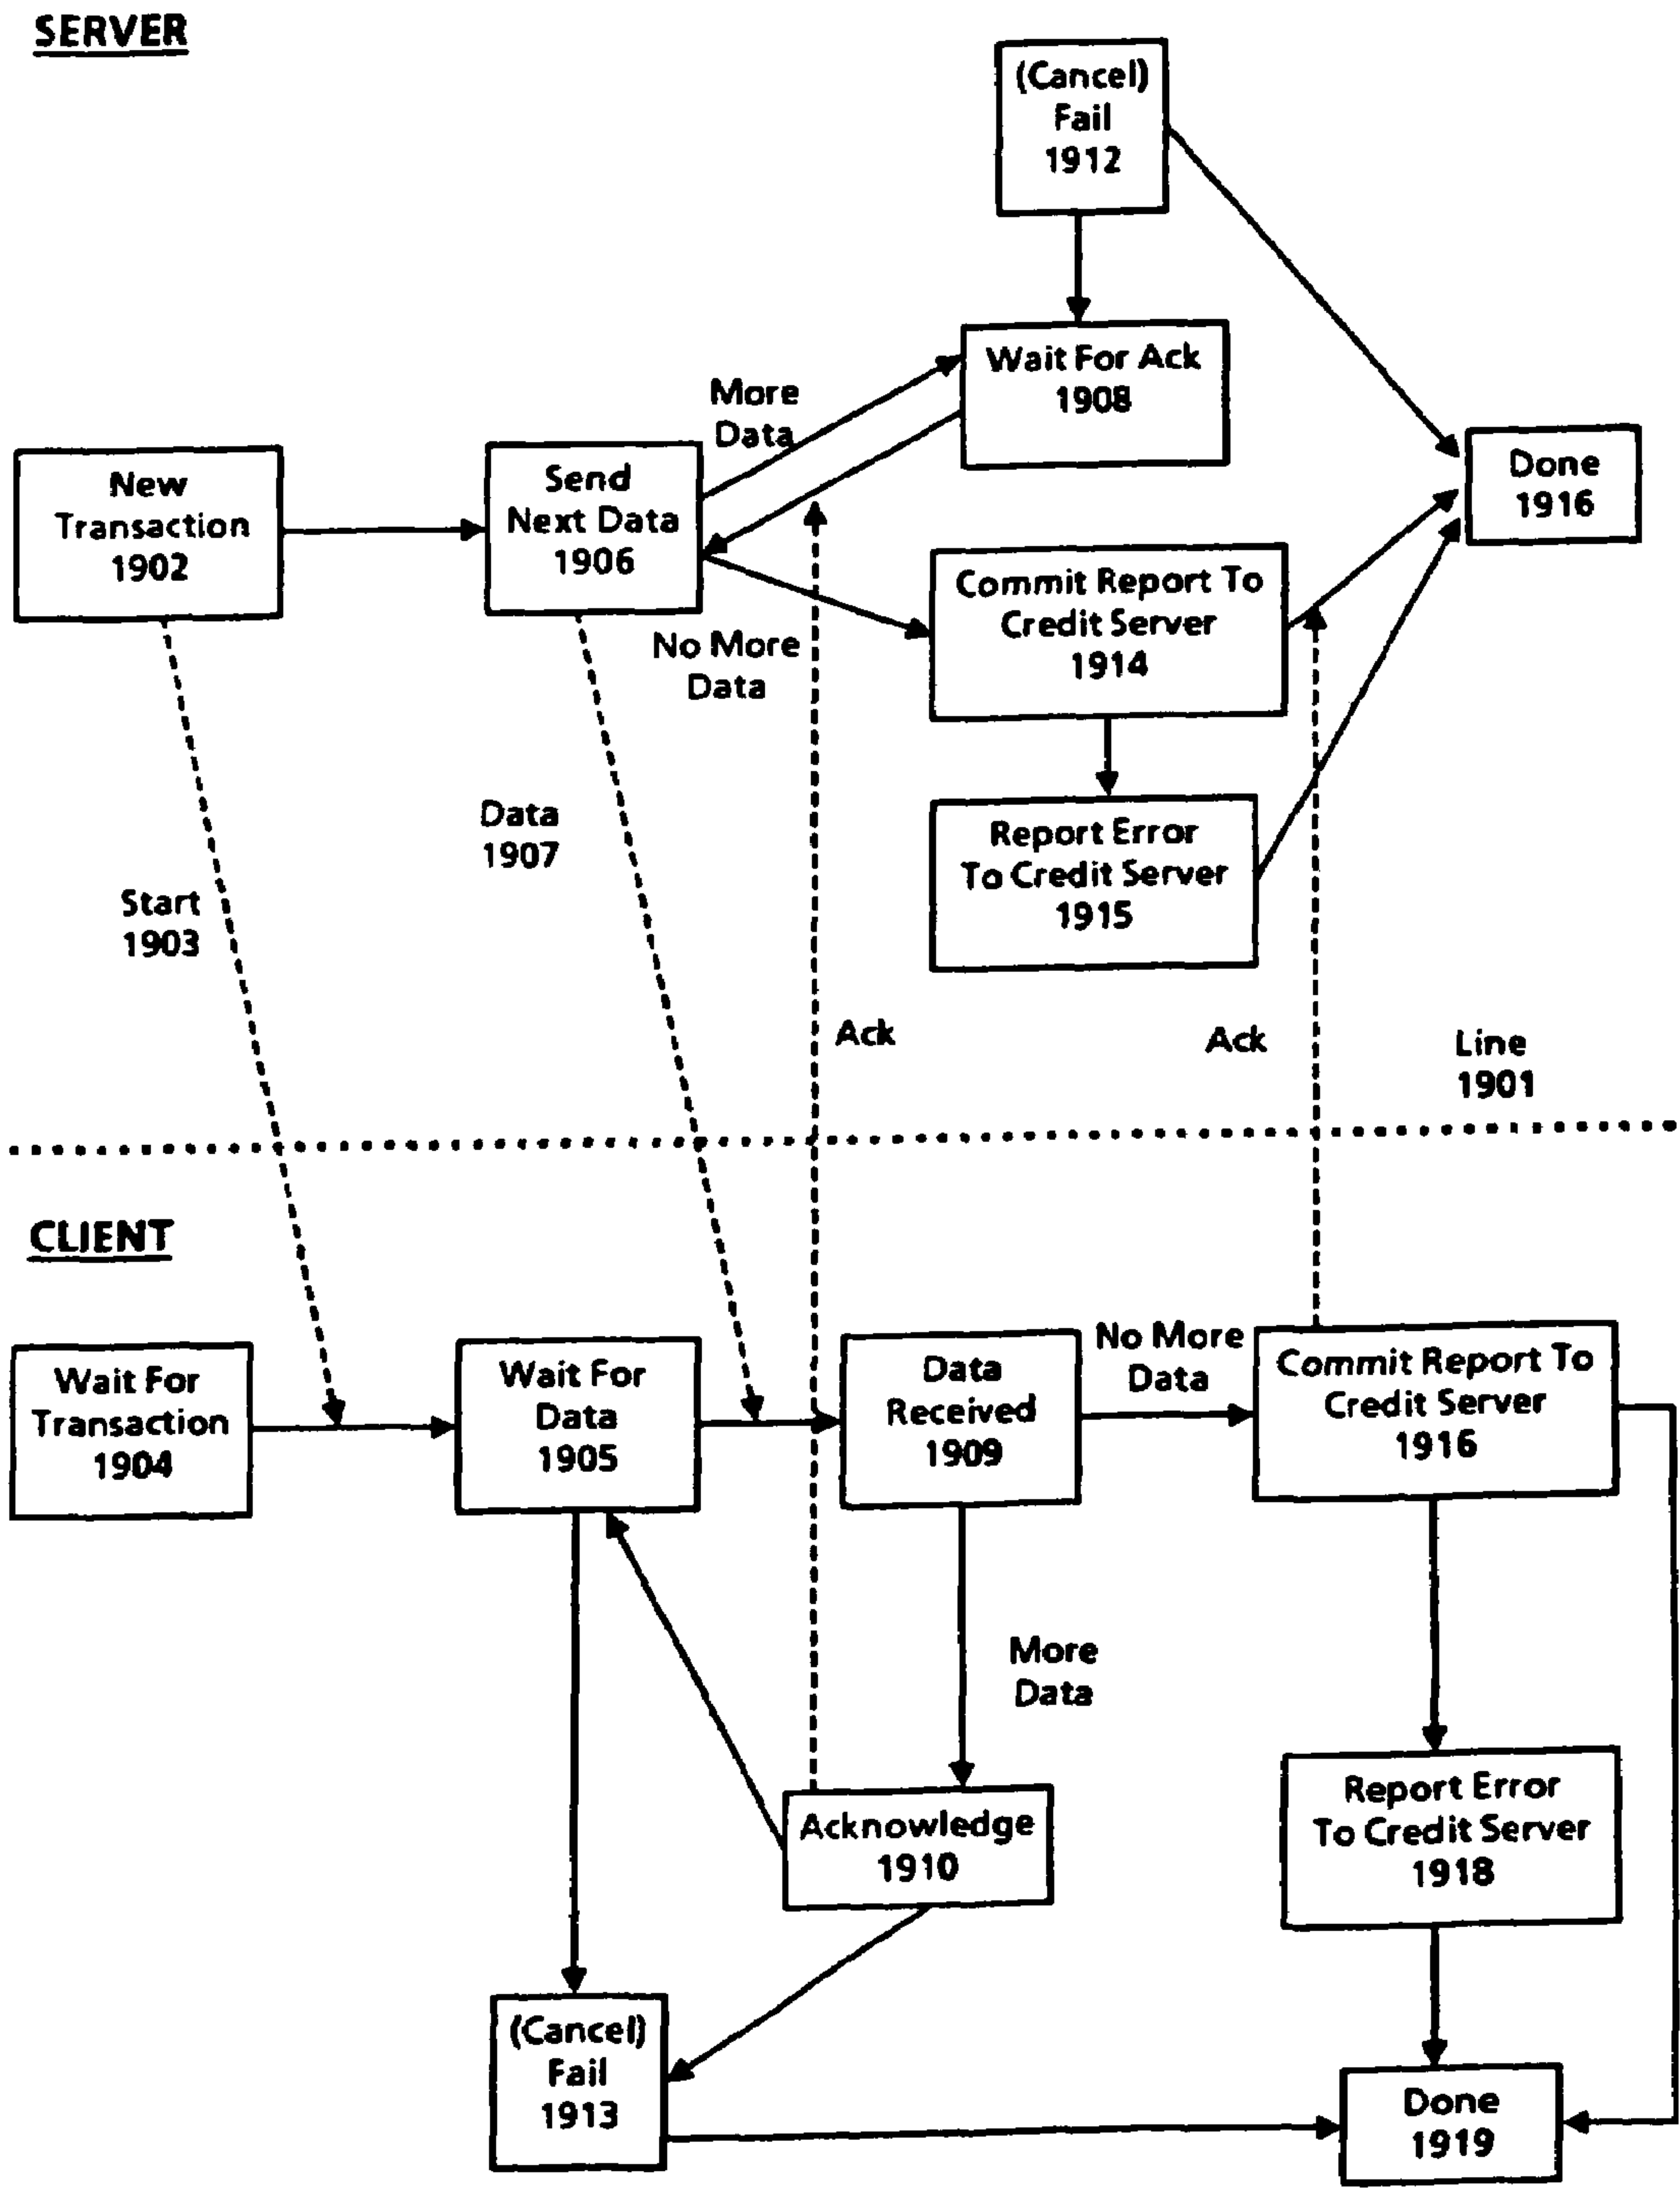 SERVER
(Cancel)
Fail
1912
Wait For Ack
1908
More
Data
Done
1916
New
Transaction
1902
Send
Next Data
1906
Commit Report To
Credit Server
1914
No More
Data
Report Error
To Credit Server
1915
Data
1907
Start
1903
Ack
Ack
Line
1901
CLIENT
Wait For
Transaction
1904
Wait For
Data
1905
Data
Received
1909
No More
Data
Commit Report To
Credit Server
1916
More
Data
Acknowledge
1910
Report Error
To Credit Server
1918
(Cancel)
Fail
1913
Done
1919